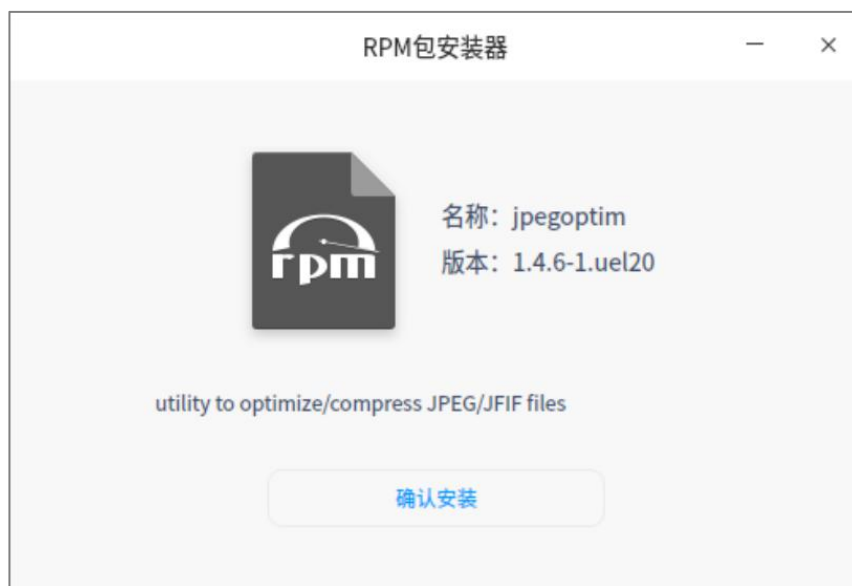 RPM包安装器
rpm
名称：jpegoptim
版本：1.4.6-1.uel20
utility to optimize/compress JPEG/JFIF files
确认安装